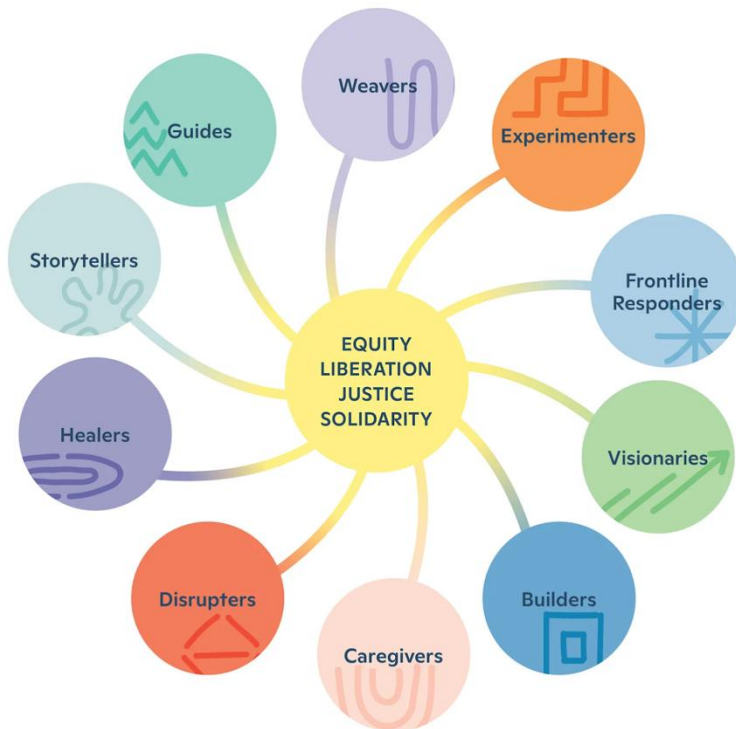 Weavers
Experimenters
Frontline
Responders
Visionaries
Builders
Caregivers
Disrupters
Healers
Storytellers
Guides
EQUITY
LIBERATION
JUSTICE
SOLIDARITY